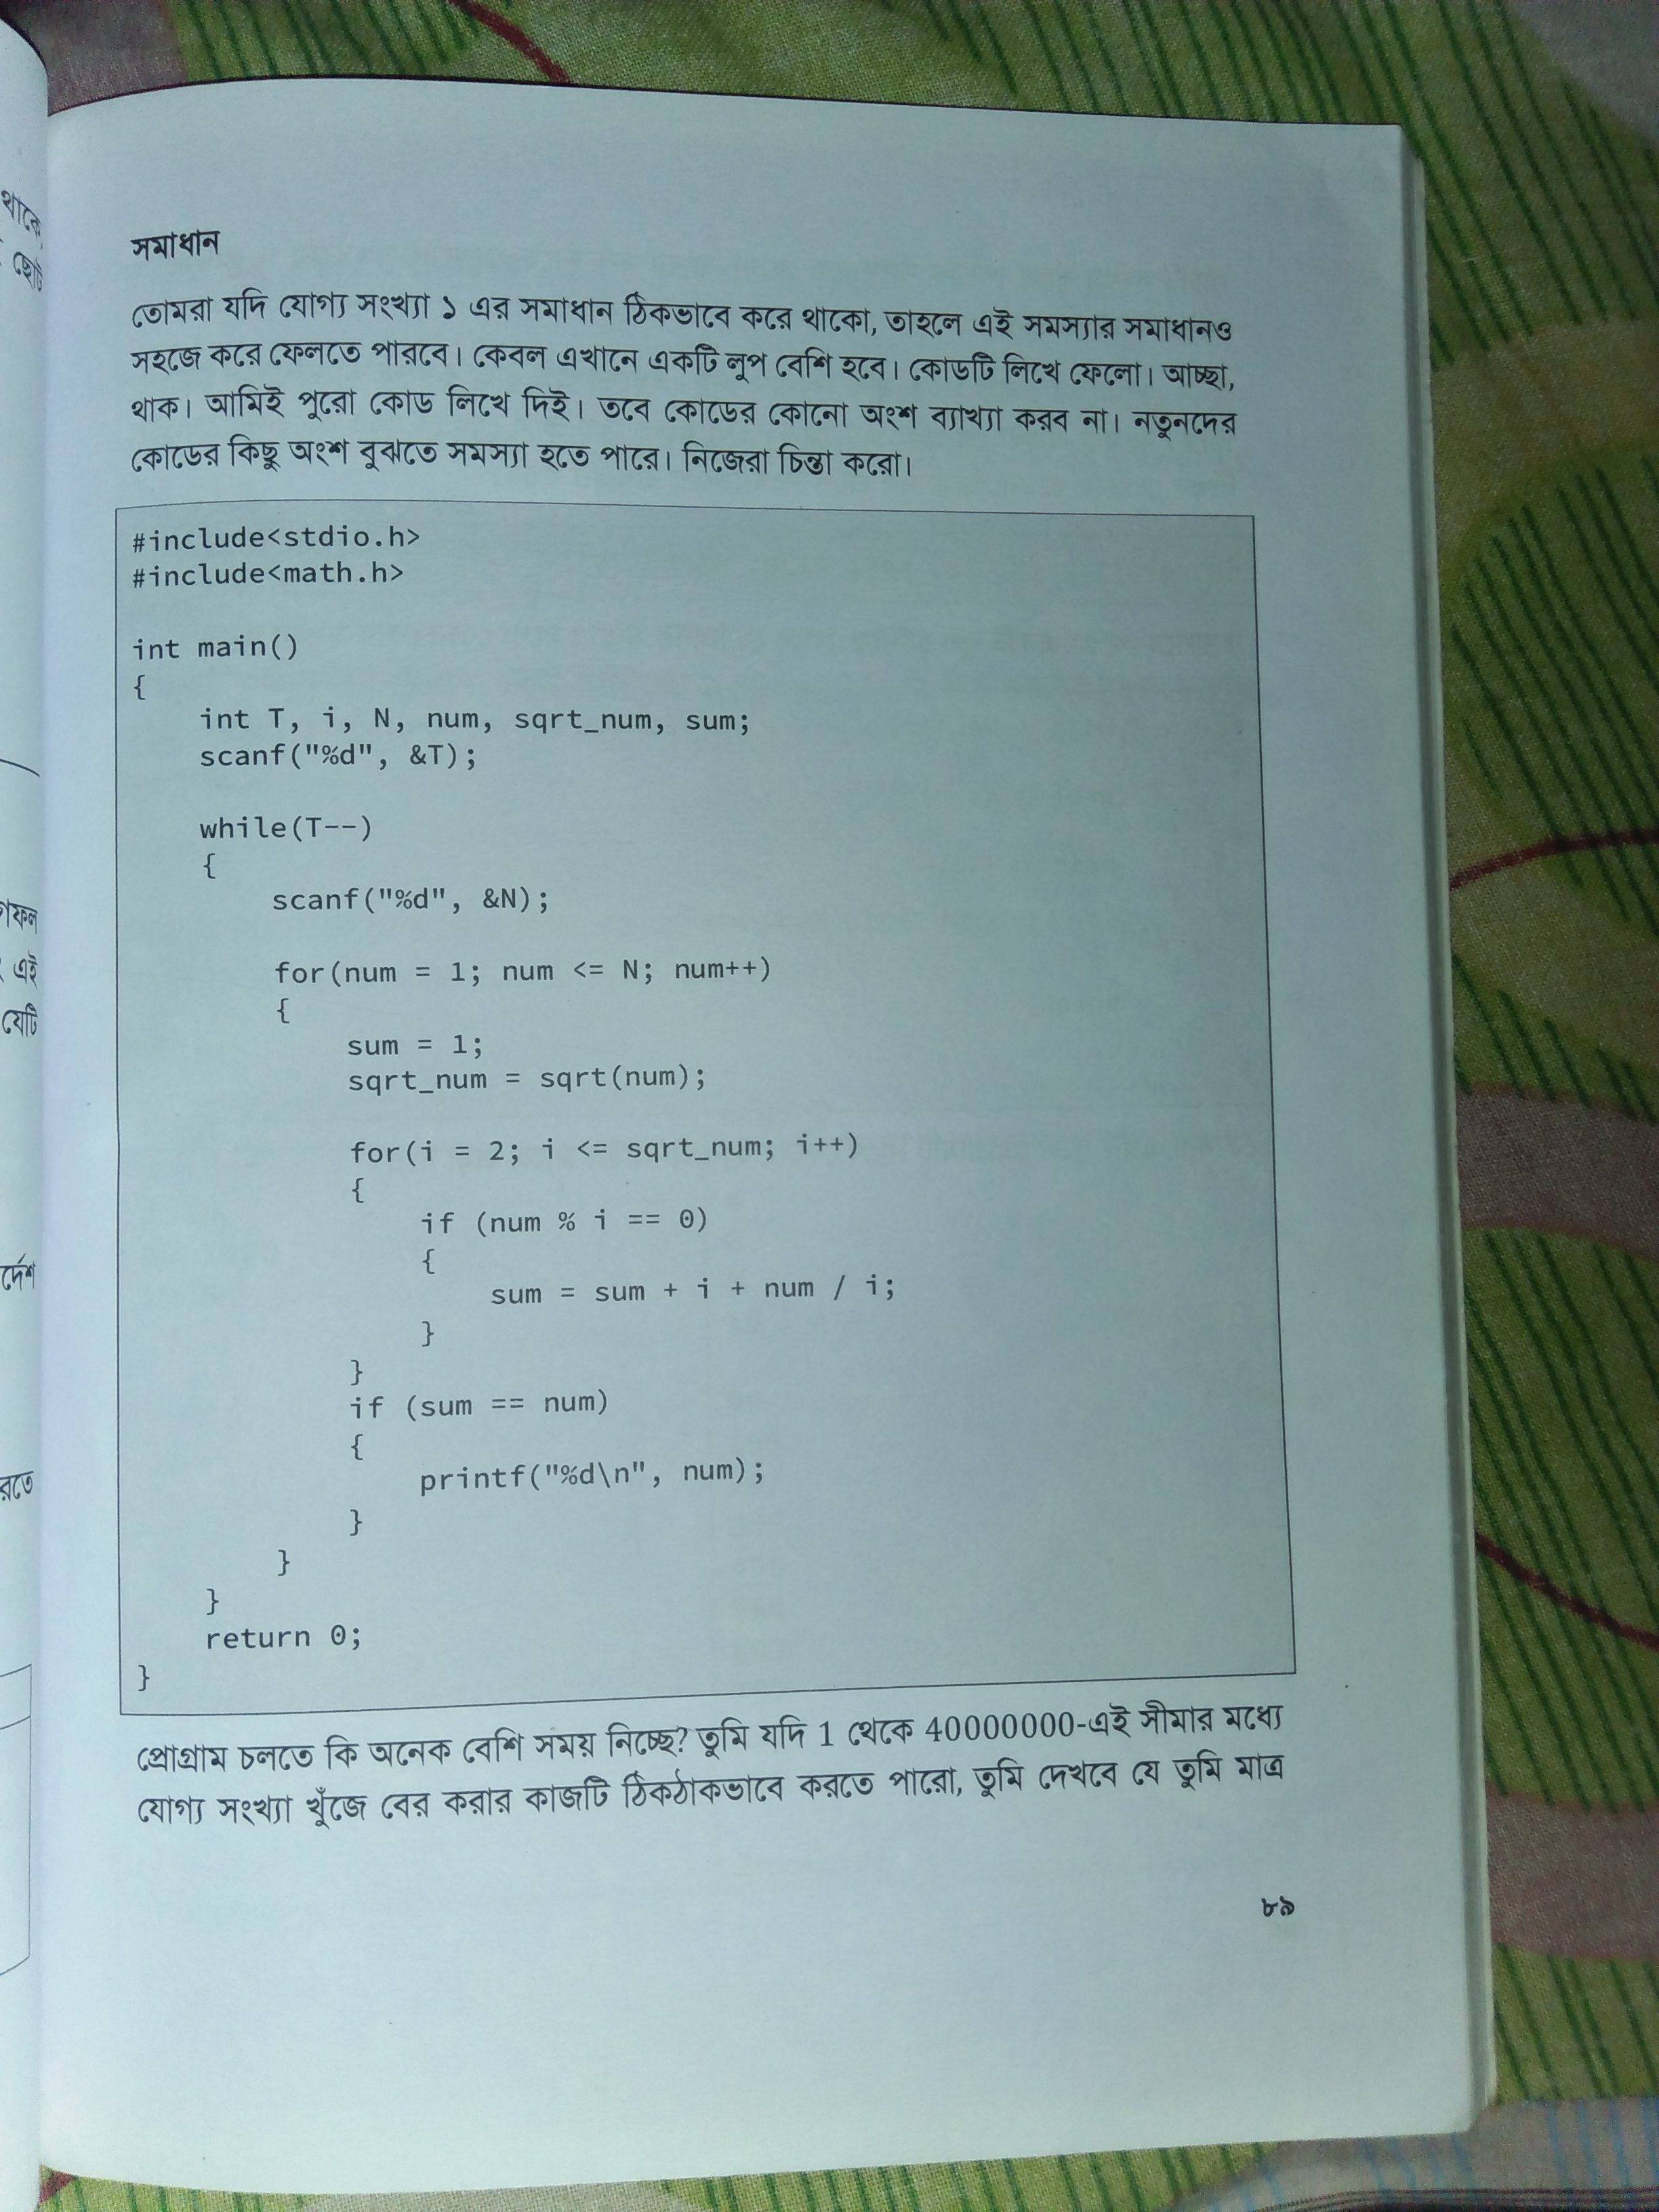 থাকে,
ছোট
গফল
এই
যেটি
র্দেশ
রতে
সমাধান
তোমরা যদি যোগ্য সংখ্যা ১ এর সমাধান ঠিকভাবে করে থাকো, তাহলে এই সমস্যার সমাধানও
সহজে করে ফেলতে পারবে। কেবল এখানে একটি লুপ বেশি হবে। কোডটি লিখে ফেলো। আচ্ছা,
থাক। আমিই পুরো কোড লিখে দিই। তবে কোডের কোনো অংশ ব্যাখ্যা করব না। নতুনদের
কোডের কিছু অংশ বুঝতে সমস্যা হতে পারে। নিজেরা চিন্তা করো।
#include<stdio.h>
#include<math.h>
int main()
{
int T, i, N, num, sqrt_num, sum;
scanf("%d", &T);
while(T--)
{
scanf("%d", &N);
for(num = 1; num <= N; num++)
{
sum = 1;
sqrt_num = sqrt(num);
for(i = 2; i <= sqrt_num; i++)
{
if (num % i == 0)
{
sum = sum + i + num / i;
}
}
if (sum == num)
{
printf("%d\n", num);
}
}
}
return 0;
}
প্রোগ্রাম চলতে কি অনেক বেশি সময় নিচ্ছে? তুমি যদি 1 থেকে 40000000-এই সীমার মধ্যে
যোগ্য সংখ্যা খুঁজে বের করার কাজটি ঠিকঠাকভাবে করতে পারো, তুমি দেখবে যে তুমি মাত্র
৮৯